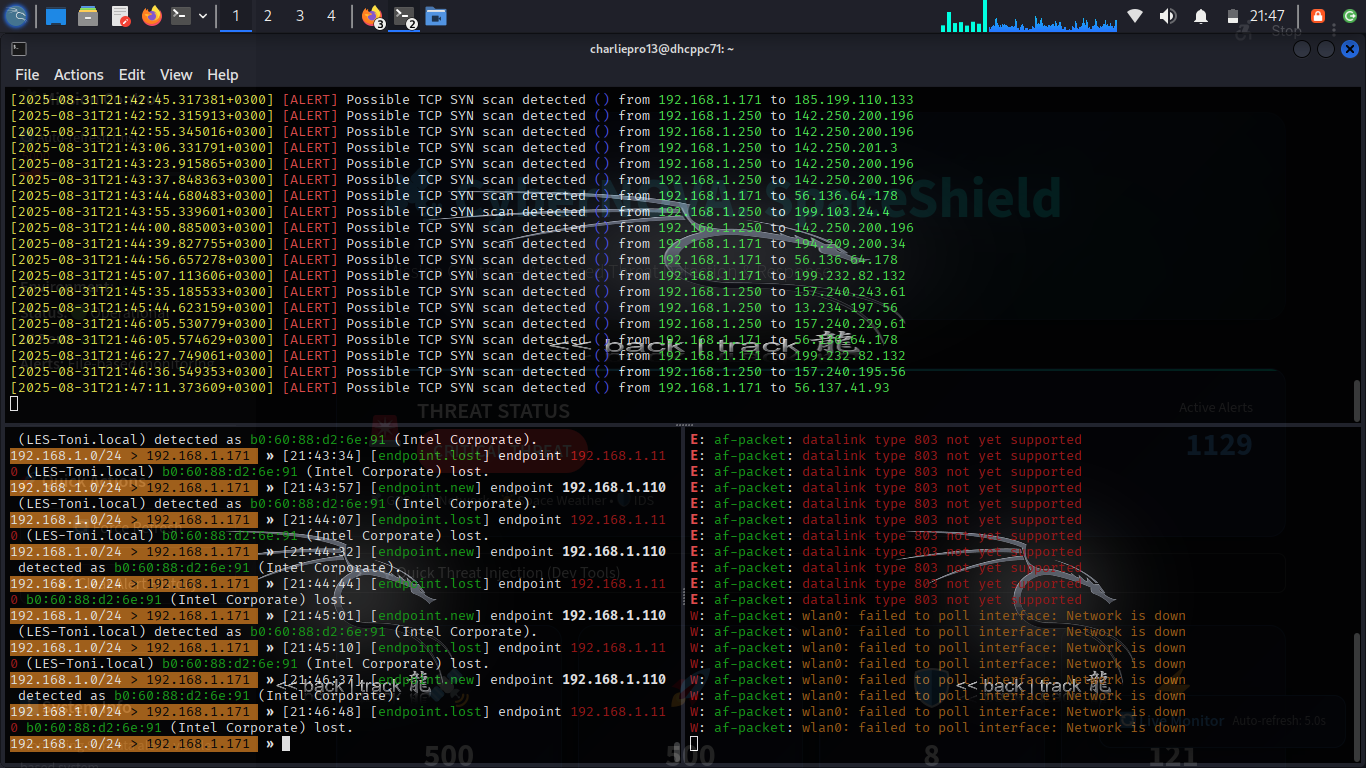 1 2 3 4 3 2 21:47
charliepro13@dhcppc71: ~
File Actions Edit View Help
[2025-08-31T21:42:45.317381+0300] [ALERT] Possible TCP SYN scan detected () from 192.168.1.171 to 185.199.110.133
[2025-08-31T21:42:52.315913+0300] [ALERT] Possible TCP SYN scan detected () from 192.168.1.250 to 142.250.200.196
[2025-08-31T21:42:55.345016+0300] [ALERT] Possible TCP SYN scan detected () from 192.168.1.250 to 142.250.200.196
[2025-08-31T21:43:06.331791+0300] [ALERT] Possible TCP SYN scan detected () from 192.168.1.250 to 142.250.201.3
[2025-08-31T21:43:23.915865+0300] [ALERT] Possible TCP SYN scan detected () from 192.168.1.250 to 142.250.200.196
[2025-08-31T21:43:37.848363+0300] [ALERT] Possible TCP SYN scan detected () from 192.168.1.250 to 142.250.200.196
[2025-08-31T21:43:44.680483+0300] [ALERT] Possible TCP SYN scan detected () from 192.168.1.171 to 56.136.64.178
[2025-08-31T21:43:55.339601+0300] [ALERT] Possible TCP SYN scan detected () from 192.168.1.250 to 199.103.24.4
[2025-08-31T21:44:00.885003+0300] [ALERT] Possible TCP SYN scan detected () from 192.168.1.250 to 142.250.200.196
[2025-08-31T21:44:39.827755+0300] [ALERT] Possible TCP SYN scan detected () from 192.168.1.171 to 194.209.200.34
[2025-08-31T21:44:56.657278+0300] [ALERT] Possible TCP SYN scan detected () from 192.168.1.171 to 56.136.64.178
[2025-08-31T21:45:07.113606+0300] [ALERT] Possible TCP SYN scan detected () from 192.168.1.171 to 199.232.82.132
[2025-08-31T21:45:35.185533+0300] [ALERT] Possible TCP SYN scan detected () from 192.168.1.250 to 157.240.243.61
[2025-08-31T21:45:44.623159+0300] [ALERT] Possible TCP SYN scan detected () from 192.168.1.250 to 13.234.197.56
[2025-08-31T21:46:05.530779+0300] [ALERT] Possible TCP SYN scan detected () from 192.168.1.250 to 157.240.229.61
[2025-08-31T21:46:05.574629+0300] [ALERT] Possible TCP SYN scan detected () from 192.168.1.171 to 56.136.64.178
[2025-08-31T21:46:27.749061+0300] [ALERT] Possible TCP SYN scan detected () from 192.168.1.171 to 199.232.82.132
[2025-08-31T21:46:36.549353+0300] [ALERT] Possible TCP SYN scan detected () from 192.168.1.250 to 157.240.195.56
[2025-08-31T21:47:11.373609+0300] [ALERT] Possible TCP SYN scan detected () from 192.168.1.171 to 56.137.41.93
<< back | track 龍
THREAT STATUS
Active Alerts
1129
(LES-Toni.local) detected as b0:60:88:d2:6e:91 (Intel Corporate).
192.168.1.0/24 > 192.168.1.171 » [21:43:34] [endpoint.lost] endpoint 192.168.1.11
0 (LES-Toni.local) b0:60:88:d2:6e:91 (Intel Corporate) lost.
192.168.1.0/24 > 192.168.1.171 » [21:43:57] [endpoint.new] endpoint 192.168.1.110
(LES-Toni.local) detected as b0:60:88:d2:6e:91 (Intel Corporate).
192.168.1.0/24 > 192.168.1.171 » [21:44:07] [endpoint.lost] endpoint 192.168.1.11
0 (LES-Toni.local) b0:60:88:d2:6e:91 (Intel Corporate) lost.
192.168.1.0/24 > 192.168.1.171 » [21:44:32] [endpoint.new] endpoint 192.168.1.110
detected as b0:60:88:d2:6e:91 (Intel Corporate).
192.168.1.0/24 > 192.168.1.171 » [21:44:44] [endpoint.lost] endpoint 192.168.1.11
0 b0:60:88:d2:6e:91 (Intel Corporate) lost.
192.168.1.0/24 > 192.168.1.171 » [21:45:01] [endpoint.new] endpoint 192.168.1.110
(LES-Toni.local) detected as b0:60:88:d2:6e:91 (Intel Corporate).
192.168.1.0/24 > 192.168.1.171 » [21:45:10] [endpoint.lost] endpoint 192.168.1.11
0 (LES-Toni.local) b0:60:88:d2:6e:91 (Intel Corporate) lost.
192.168.1.0/24 > 192.168.1.171 » [21:46:37] [endpoint.new] endpoint 192.168.1.110
detected as b0:60:88:d2:6e:91 (Intel Corporate).
192.168.1.0/24 > 192.168.1.171 » [21:46:48] [endpoint.lost] endpoint 192.168.1.11
0 b0:60:88:d2:6e:91 (Intel Corporate) lost.
192.168.1.0/24 > 192.168.1.171 »
<< back | track 龍
E: af-packet: datalink type 803 not yet supported
E: af-packet: datalink type 803 not yet supported
E: af-packet: datalink type 803 not yet supported
E: af-packet: datalink type 803 not yet supported
E: af-packet: datalink type 803 not yet supported
E: af-packet: datalink type 803 not yet supported
E: af-packet: datalink type 803 not yet supported
E: af-packet: datalink type 803 not yet supported
E: af-packet: datalink type 803 not yet supported
E: af-packet: datalink type 803 not yet supported
E: af-packet: datalink type 803 not yet supported
W: af-packet: wlan0: failed to poll interface: Network is down
W: af-packet: wlan0: failed to poll interface: Network is down
W: af-packet: wlan0: failed to poll interface: Network is down
W: af-packet: wlan0: failed to poll interface: Network is down
W: af-packet: wlan0: failed to poll interface: Network is down
W: af-packet: wlan0: failed to poll interface: Network is down
W: af-packet: wlan0: failed to poll interface: Network is down
W: af-packet: wlan0: failed to poll interface: Network is down
<< back | track 龍
Quick Threat Injection (Dev Tools)
Live Monitor Auto-refresh: 5.0s
500 500 8 121